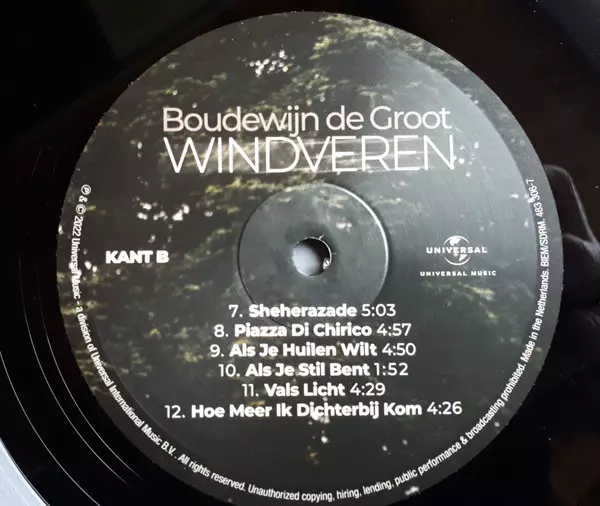 Boudewijn de Groot
WINDVEREN
KANT B
UNIVERSAL
UNIVERSAL MUSIC
7. Sheherazade 5:03
8. Piazza Di Chirico 4:57
9. Als Je Huilen Wilt 4:50
10. Als Je Stil Bent 1:52
11. Vals Licht 4:29
12. Hoe Meer Ik Dichterbij Kom 4:26
℗ & © 2022 Universal Music - a division of Universal International Music B.V. . All rights reserved. Unauthorized copying, hiring, lending, public performance & broadcasting prohibited. Made in the Netherlands. BIEM/SDRM. 483 306-7